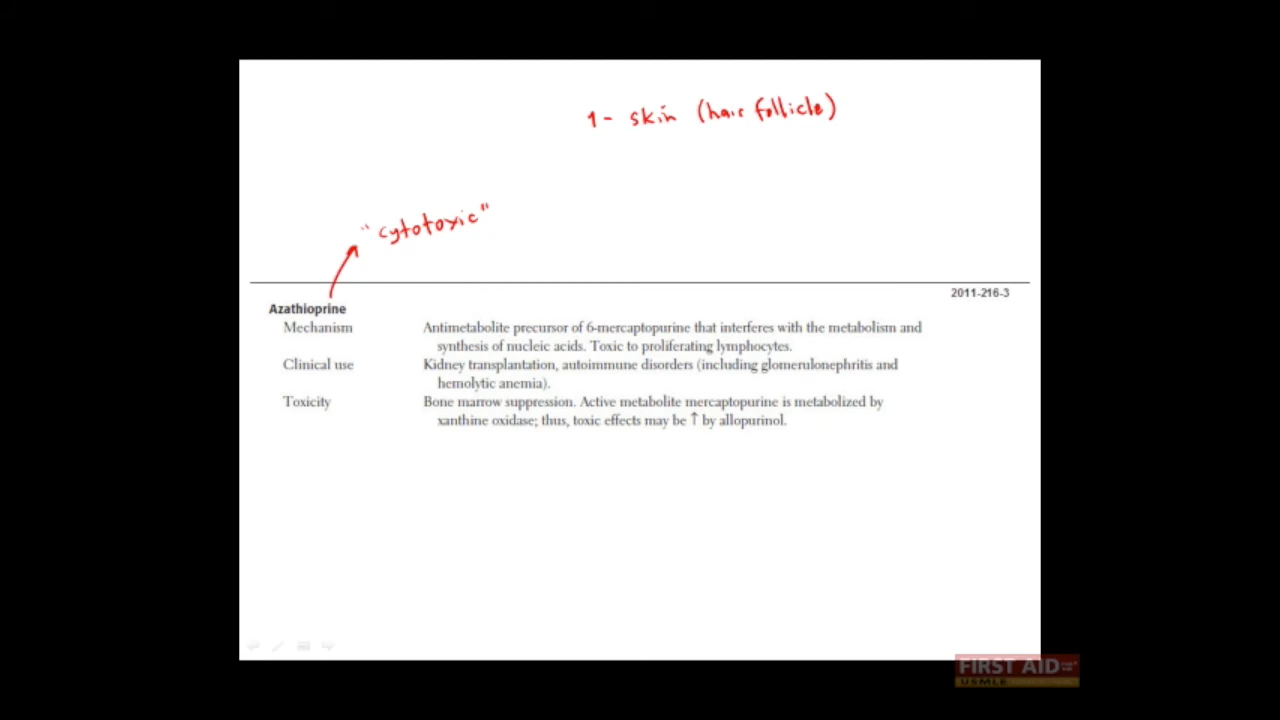 1- skin (hair follicle)
"cytotoxic"
2011-216-3
Azathioprine
Mechanism Antimetabolite precursor of 6-mercaptopurine that interferes with the metabolism and
synthesis of nucleic acids. Toxic to proliferating lymphocytes.
Clinical use Kidney transplantation, autoimmune disorders (including glomerulonephritis and
hemolytic anemia).
Toxicity Bone marrow suppression. Active metabolite mercaptopurine is metabolized by
xanthine oxidase; thus, toxic effects may be ↑ by allopurinol.
FIRST AID
USMLE